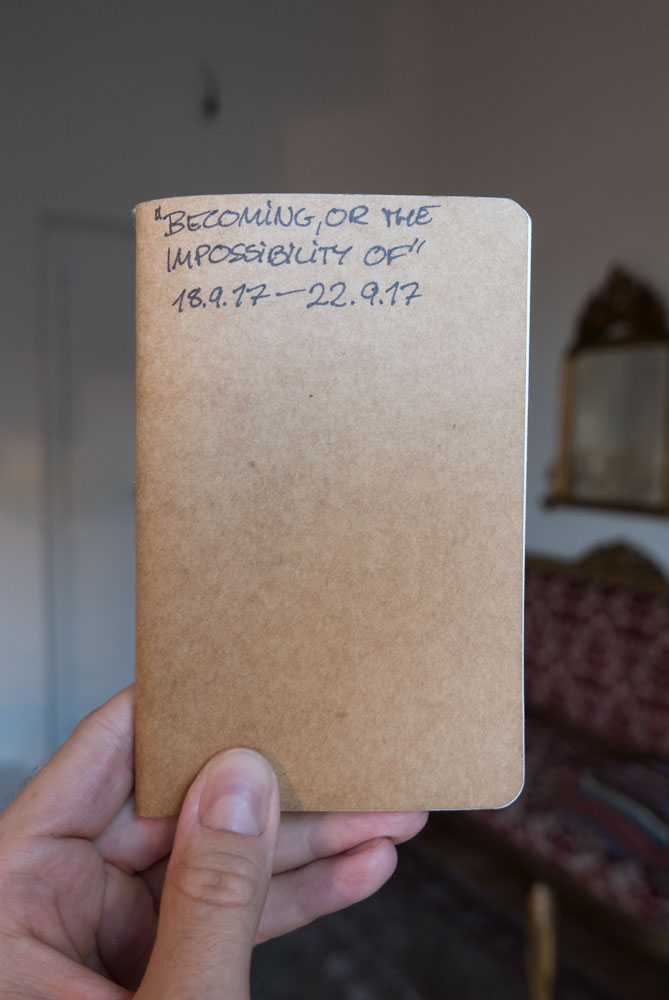 "BECOMING, OR THE
IMPOSSIBILITY OF"
18.9.17—22.9.17